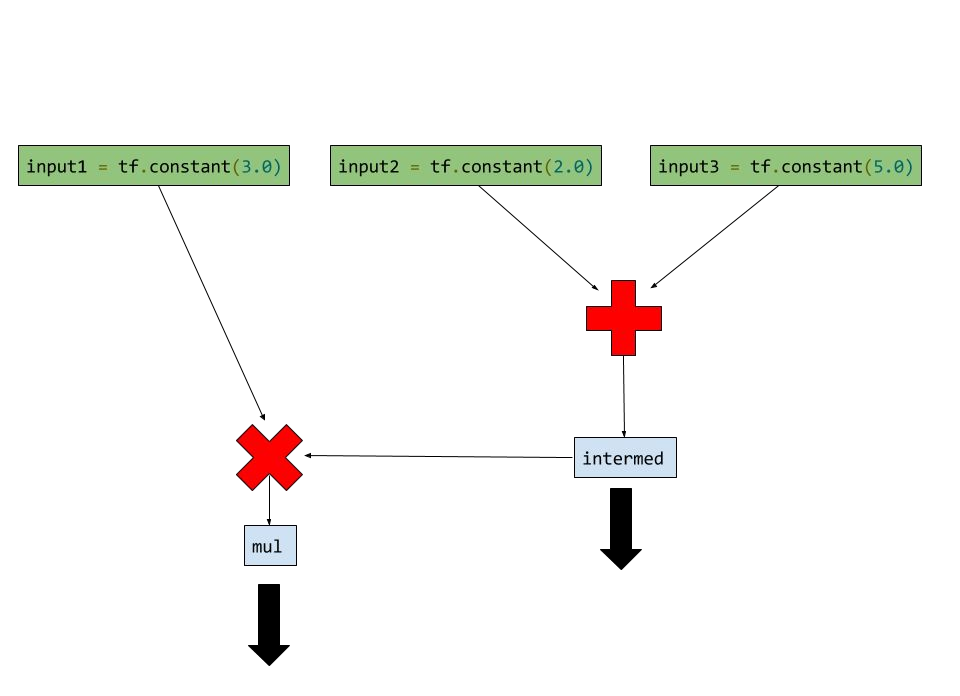 input1 = tf.constant(3.0)
input2 = tf.constant(2.0)
input3 = tf.constant(5.0)
intermed
mul